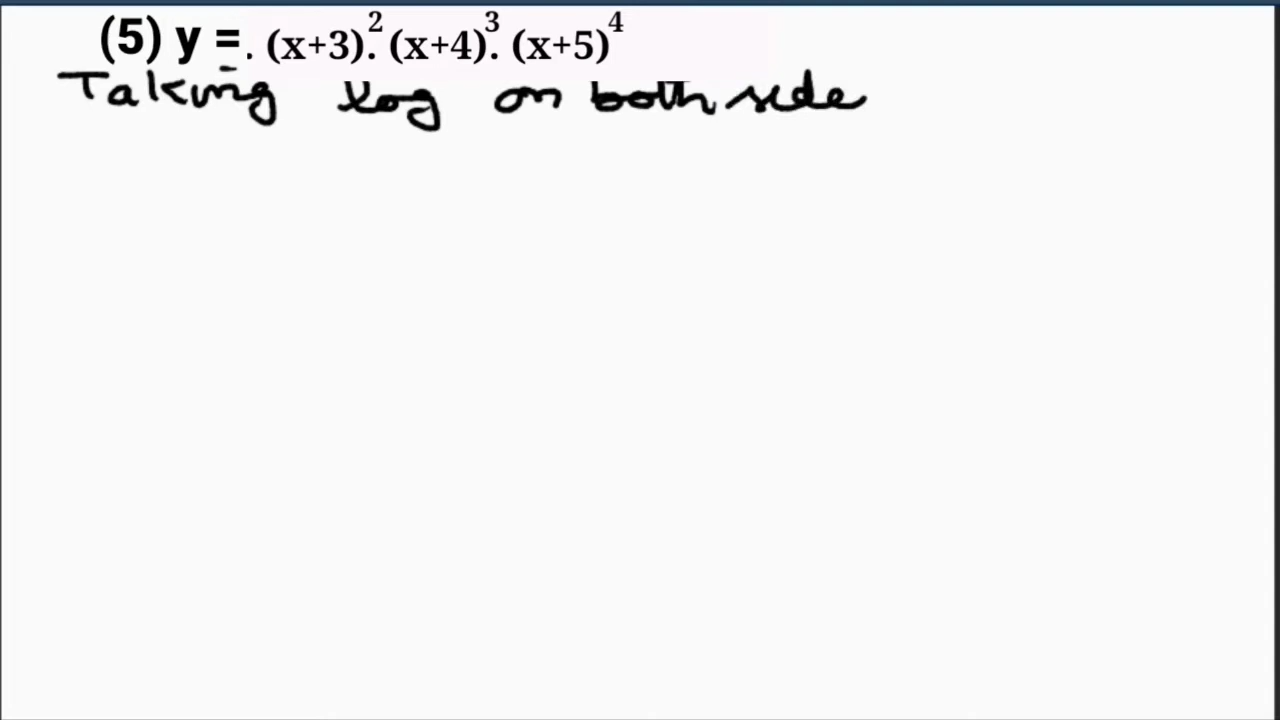 (5) y = . (x+3)².(x+4)³. (x+5)⁴
Taking log on both side